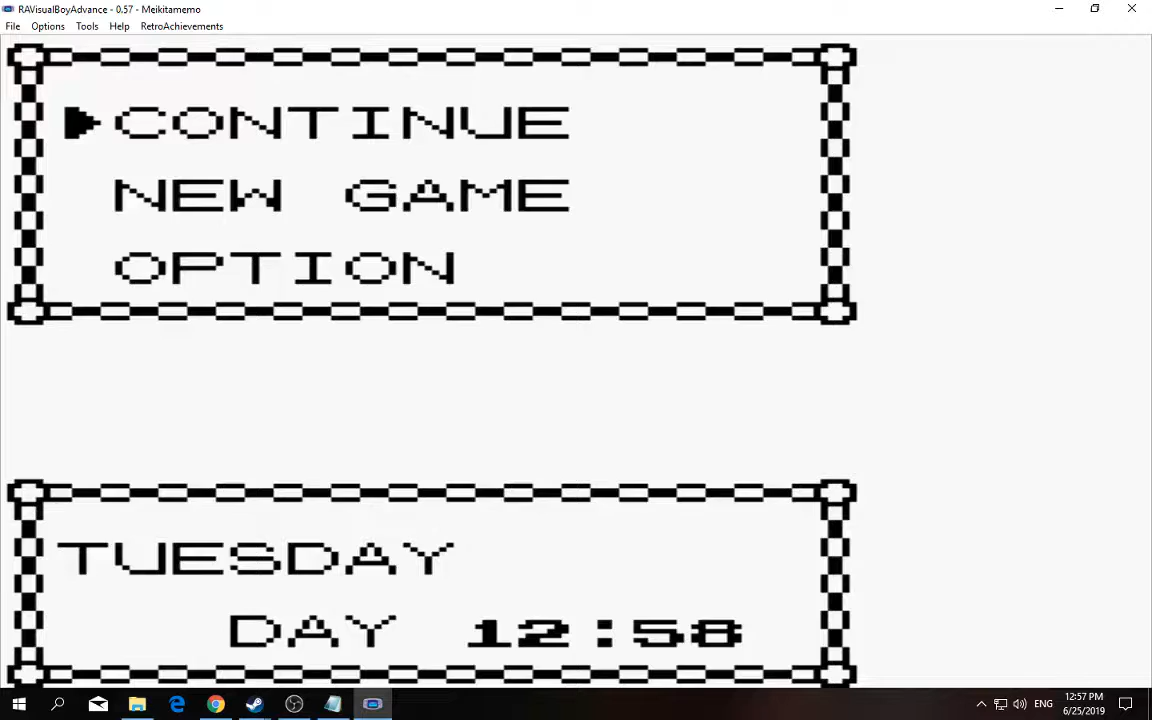 RAVisualBoyAdvance - 0.57 - Meikitamemo
File Options Tools Help RetroAchievements
CONTINUE
NEW GAME
OPTION
TUESDAY
DAY 12:58
ENG
12:57 PM
6/25/2019